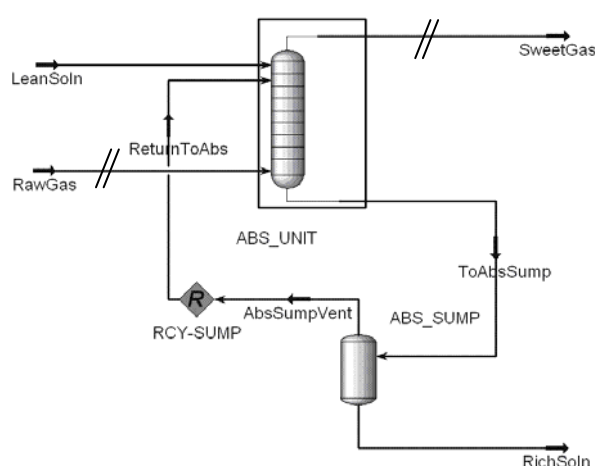 SweetGas
LeanSoln
ReturnToAbs
RawGas
ABS_UNIT
ToAbsSump
AbsSumpVent
ABS_SUMP
R
RCY-SUMP
RichSoln